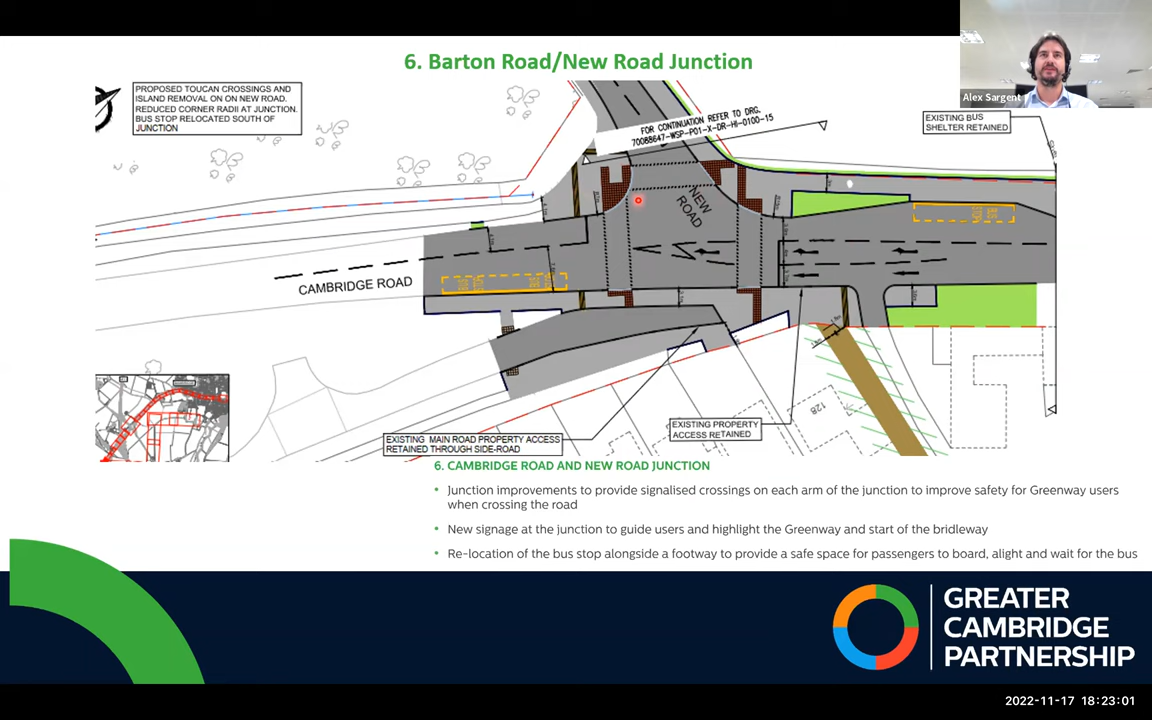 6. Barton Road/New Road Junction
Alex Sargent
PROPOSED TOUCAN CROSSINGS AND
ISLAND REMOVAL ON ON NEW ROAD.
REDUCED CORNER RADII AT JUNCTION.
BUS STOP RELOCATED SOUTH OF
JUNCTION
FOR CONTINUATION REFER TO DRG.
70088647-WSP-P01-X-DR-HI-0100-15
EXISTING BUS
SHELTER RETAINED
NEW
ROAD
CAMBRIDGE ROAD
128
EXISTING PROPERTY
ACCESS RETAINED
EXISTING MAIN ROAD PROPERTY ACCESS
RETAINED THROUGH SIDE-ROAD
6. CAMBRIDGE ROAD AND NEW ROAD JUNCTION
• Junction improvements to provide signalised crossings on each arm of the junction to improve safety for Greenway users
when crossing the road
• New signage at the junction to guide users and highlight the Greenway and start of the bridleway
• Re-location of the bus stop alongside a footway to provide a safe space for passengers to board, alight and wait for the bus
GREATER
CAMBRIDGE
PARTNERSHIP
2022-11-17 18:23:01